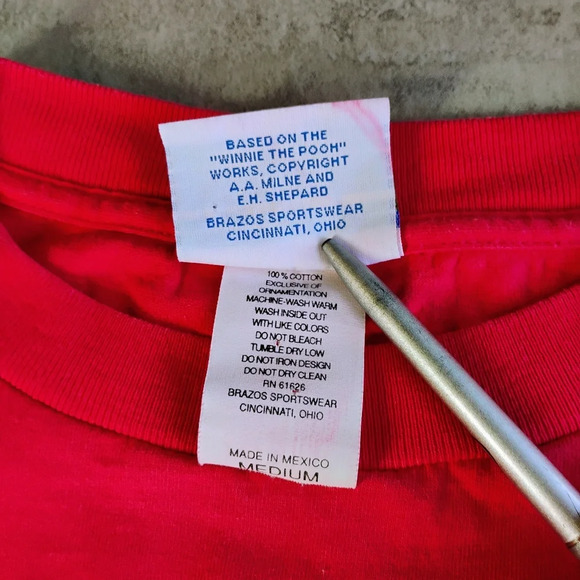 BASED ON THE
"WINNIE THE POOH"
WORKS, COPYRIGHT
A.A. MILNE AND
E.H. SHEPARD
BRAZOS SPORTSWEAR
CINCINNATI, OHIO
100% COTTON
EXCLUSIVE OF
ORNAMENTATION
MACHINE-WASH WARM
WASH INSIDE OUT
WITH LIKE COLORS
DO NOT BLEACH
TUMBLE DRY LOW
DO NOT IRON DESIGN
DO NOT DRY CLEAN
RN 61626
BRAZOS SPORTSWEAR
CINCINNATI, OHIO
MADE IN MEXICO
MEDIUM